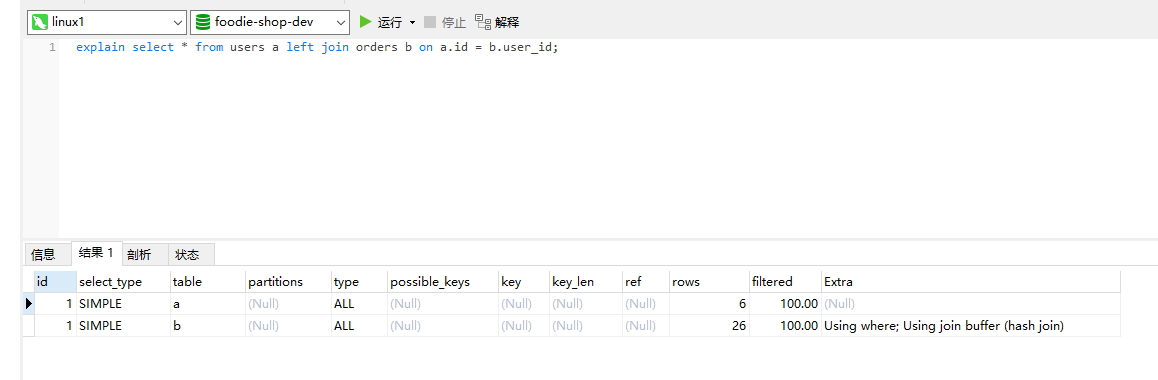 linux1 foodie-shop-dev 运行 停止 解释
1 explain select * from users a left join orders b on a.id = b.user_id;
信息 结果 1 剖析 状态
id select_type table partitions type possible_keys key key_len ref rows filtered Extra
1 SIMPLE a (Null) ALL (Null) (Null) (Null) (Null) 6 100.00 (Null)
1 SIMPLE b (Null) ALL (Null) (Null) (Null) (Null) 26 100.00 Using where; Using join buffer (hash join)